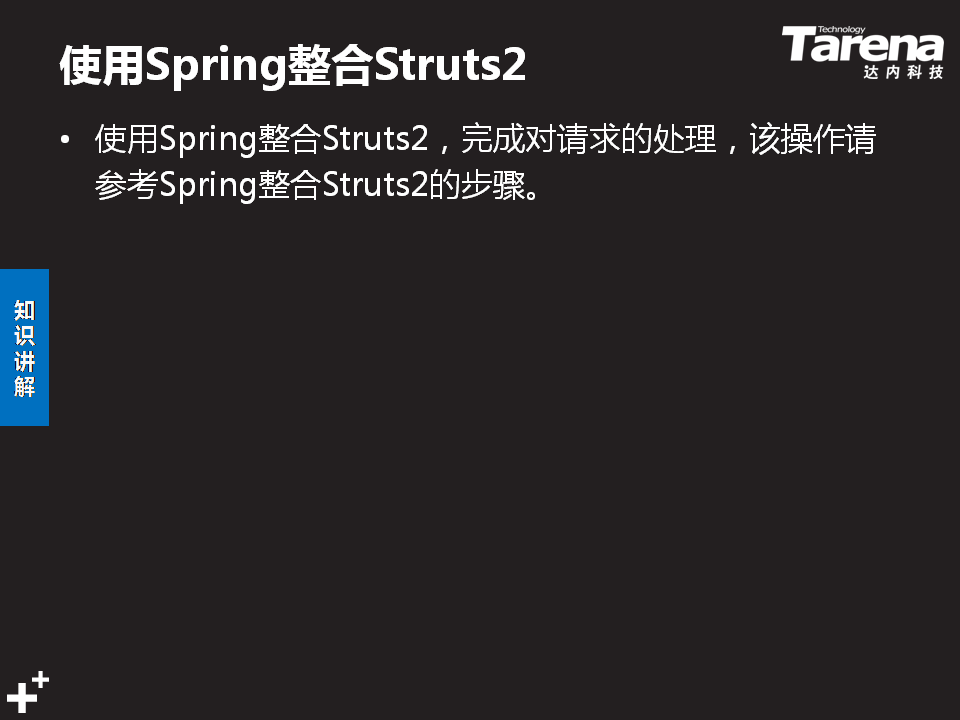 使用Spring整合Struts2
Technology
Tarena
达内科技
• 使用Spring整合Struts2，完成对请求的处理，该操作请
参考Spring整合Struts2的步骤。
知
识
讲
解